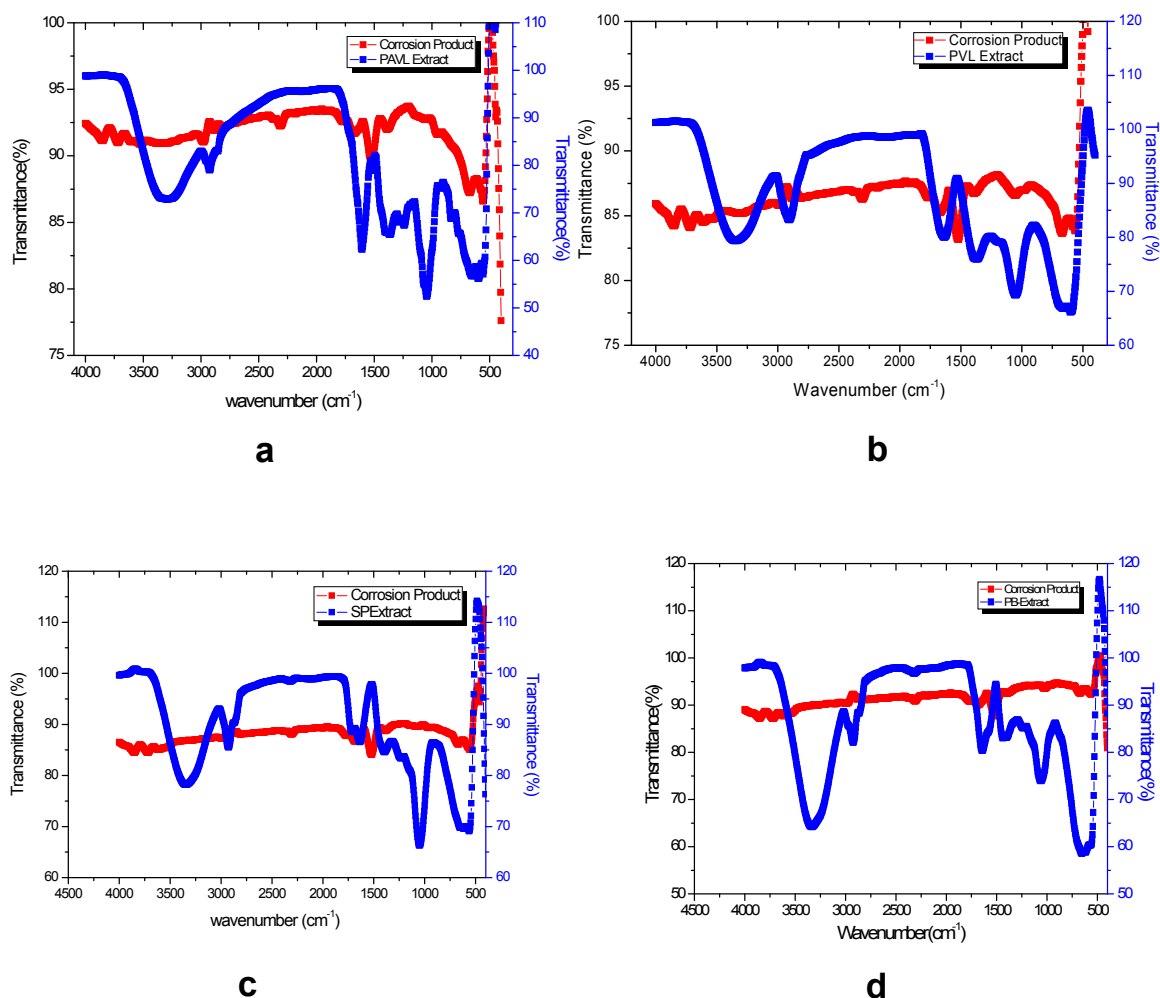 100
95
90
85
80
75
Transmittance(%)
Corrosion Product
PAVL Extract
110
100
90
80
70
60
50
40
Transmittance(%)
4000 3500 3000 2500 2000 1500 1000 500
wavenumber (cm-1)
a
100
95
90
85
80
75
Transmittance (%)
Corrosion Product
PVL Extract
120
110
100
90
80
70
60
Transmittance (%)
4000 3500 3000 2500 2000 1500 1000 500
Wavenumber (cm-1)
b
120
110
100
90
80
70
60
Transmittance (%)
Corrosion Product
SPExtract
120
100
80
60
Transmittance (%)
4500 4000 3500 3000 2500 2000 1500 1000 500
wavenumber (cm-1)
c
120
110
100
90
80
70
60
50
Transmittance(%)
Corrosion Product
PB-Extract
120
110
100
90
80
70
60
50
Transmittance(%)
4500 4000 3500 3000 2500 2000 1500 1000 500
Wavenumber(cm-1)
d